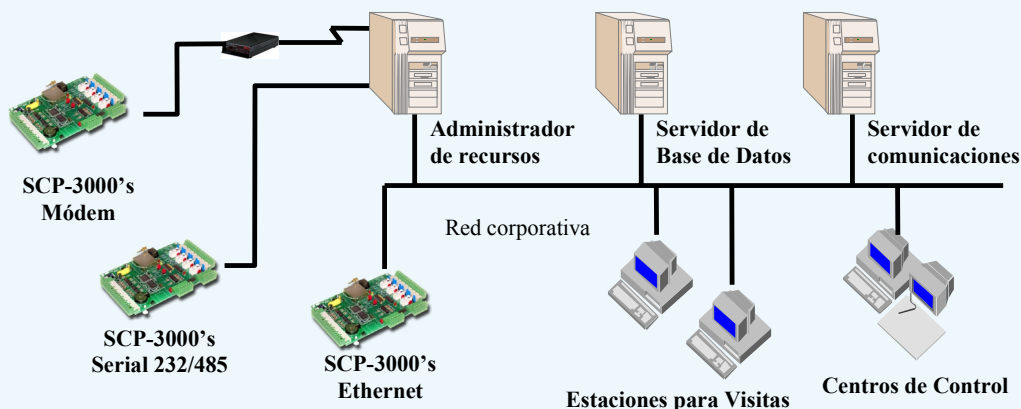 Administrador
de recursos
Servidor de
Base de Datos
Servidor de
comunicaciones
SCP-3000's
Módem
Red corporativa
SCP-3000's
Serial 232/485
SCP-3000's
Ethernet
Estaciones para Visitas
Centros de Control